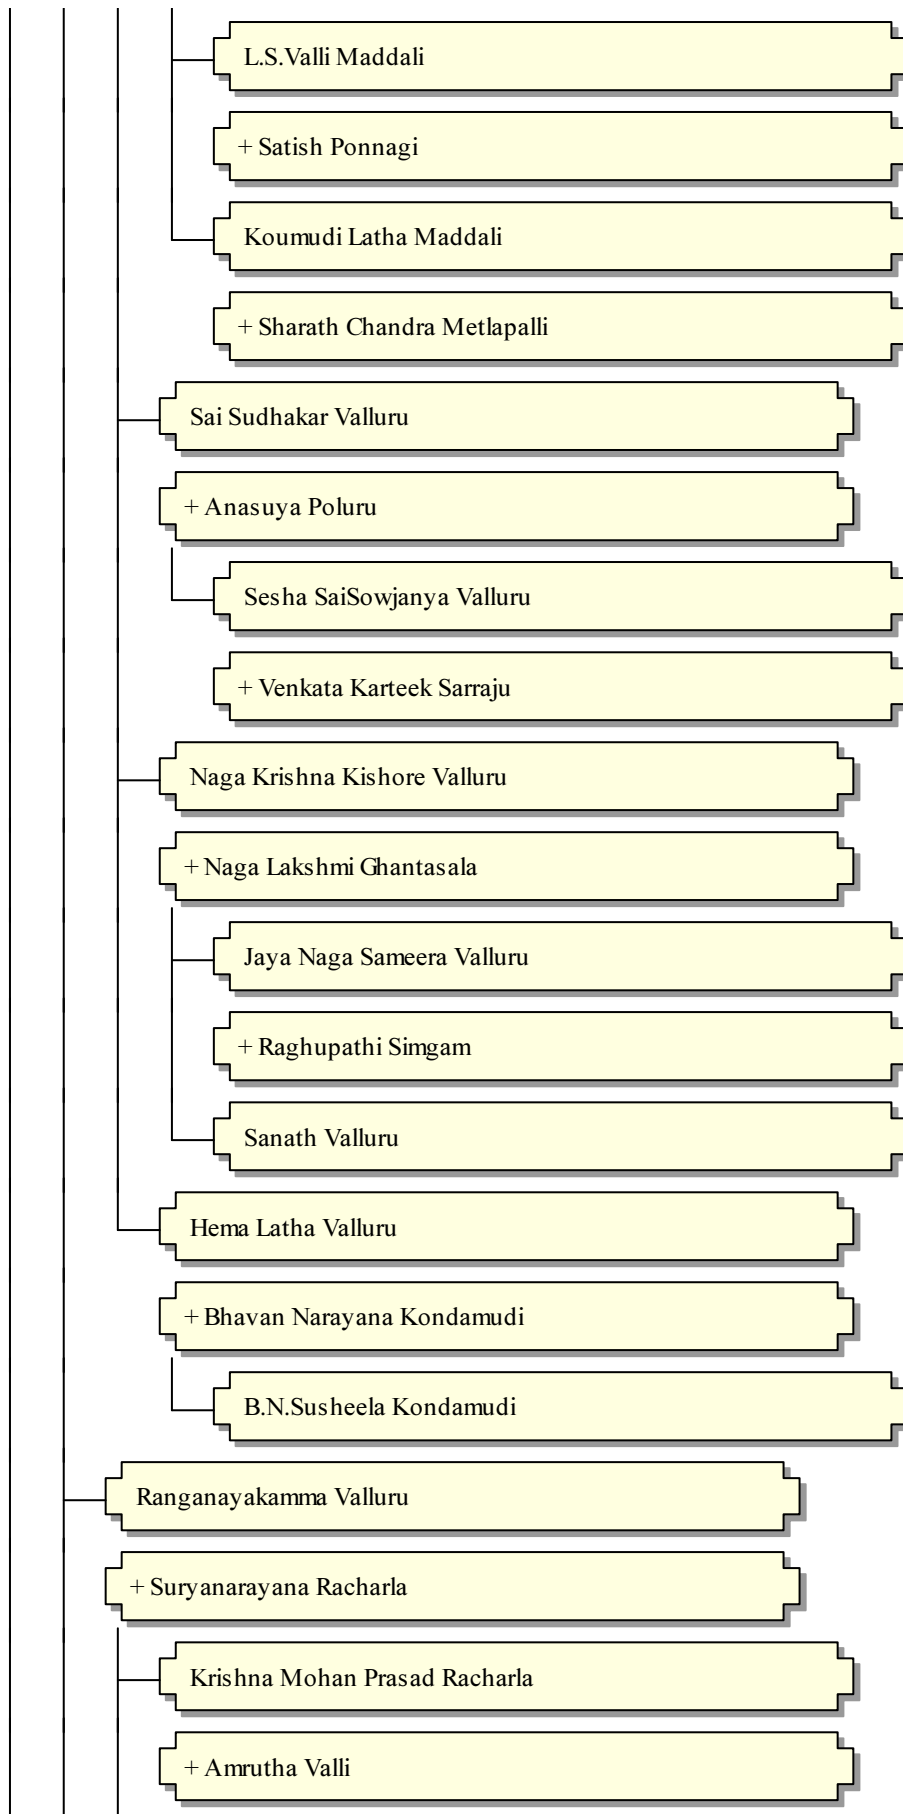 L.S.Valli Maddali
+ Satish Ponnagi
Koumudi Latha Maddali
+ Sharath Chandra Metlapalli
Sai Sudhakar Valluru
+ Anasuya Poluru
Sesha SaiSowjanya Valluru
+ Venkata Karteek Sarraju
Naga Krishna Kishore Valluru
+ Naga Lakshmi Ghantasala
Jaya Naga Sameera Valluru
+ Raghupathi Simgam
Sanath Valluru
Hema Latha Valluru
+ Bhavan Narayana Kondamudi
B.N.Susheela Kondamudi
Ranganayakamma Valluru
+ Suryanarayana Racharla
Krishna Mohan Prasad Racharla
+ Amrutha Valli